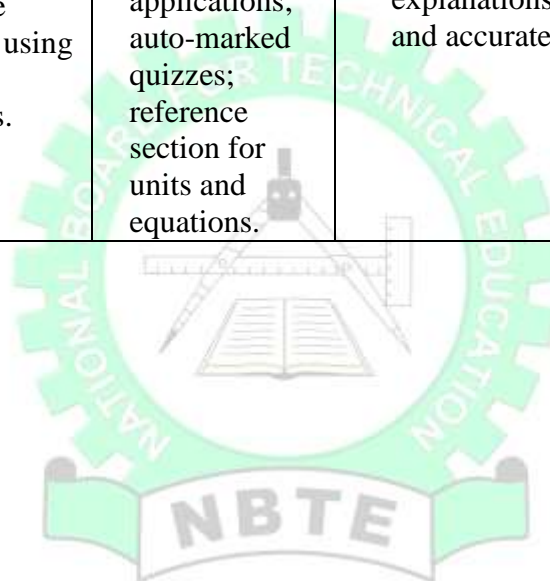 e
using
s.
applications;
auto-marked
quizzes;
reference
section for
units and
equations.
explanations
and accurate
NATIONAL BOARD FOR TECHNICAL EDUCATION
NBTE